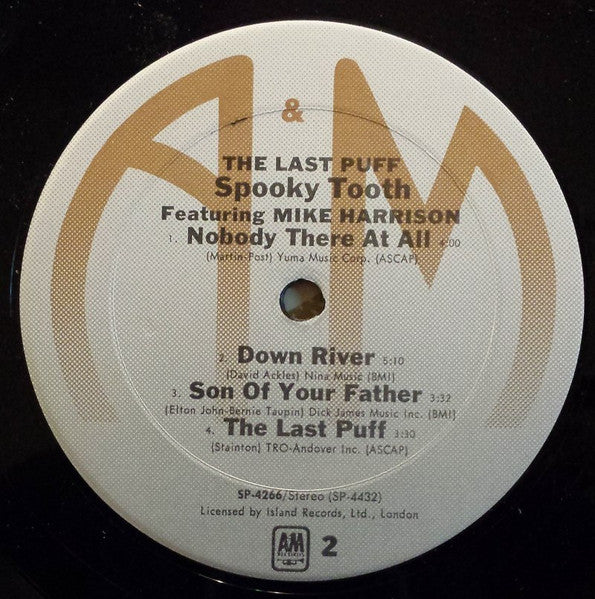 A & M
THE LAST PUFF
Spooky Tooth
Featuring MIKE HARRISON
1. Nobody There At All 4:00
(Martin-Post) Yuma Music Corp. (ASCAP)
2. Down River 5:10
(David Ackles) Nina Music (BMI)
3. Son Of Your Father 3:32
(Elton John-Bernie Taupin) Dick James Music Inc. (BMI)
4. The Last Puff 3:30
(Stainton) TRO-Andover Inc. (ASCAP)
SP-4266/Stereo (SP-4432)
Licensed by Island Records, Ltd., London
AM RECORDS 2